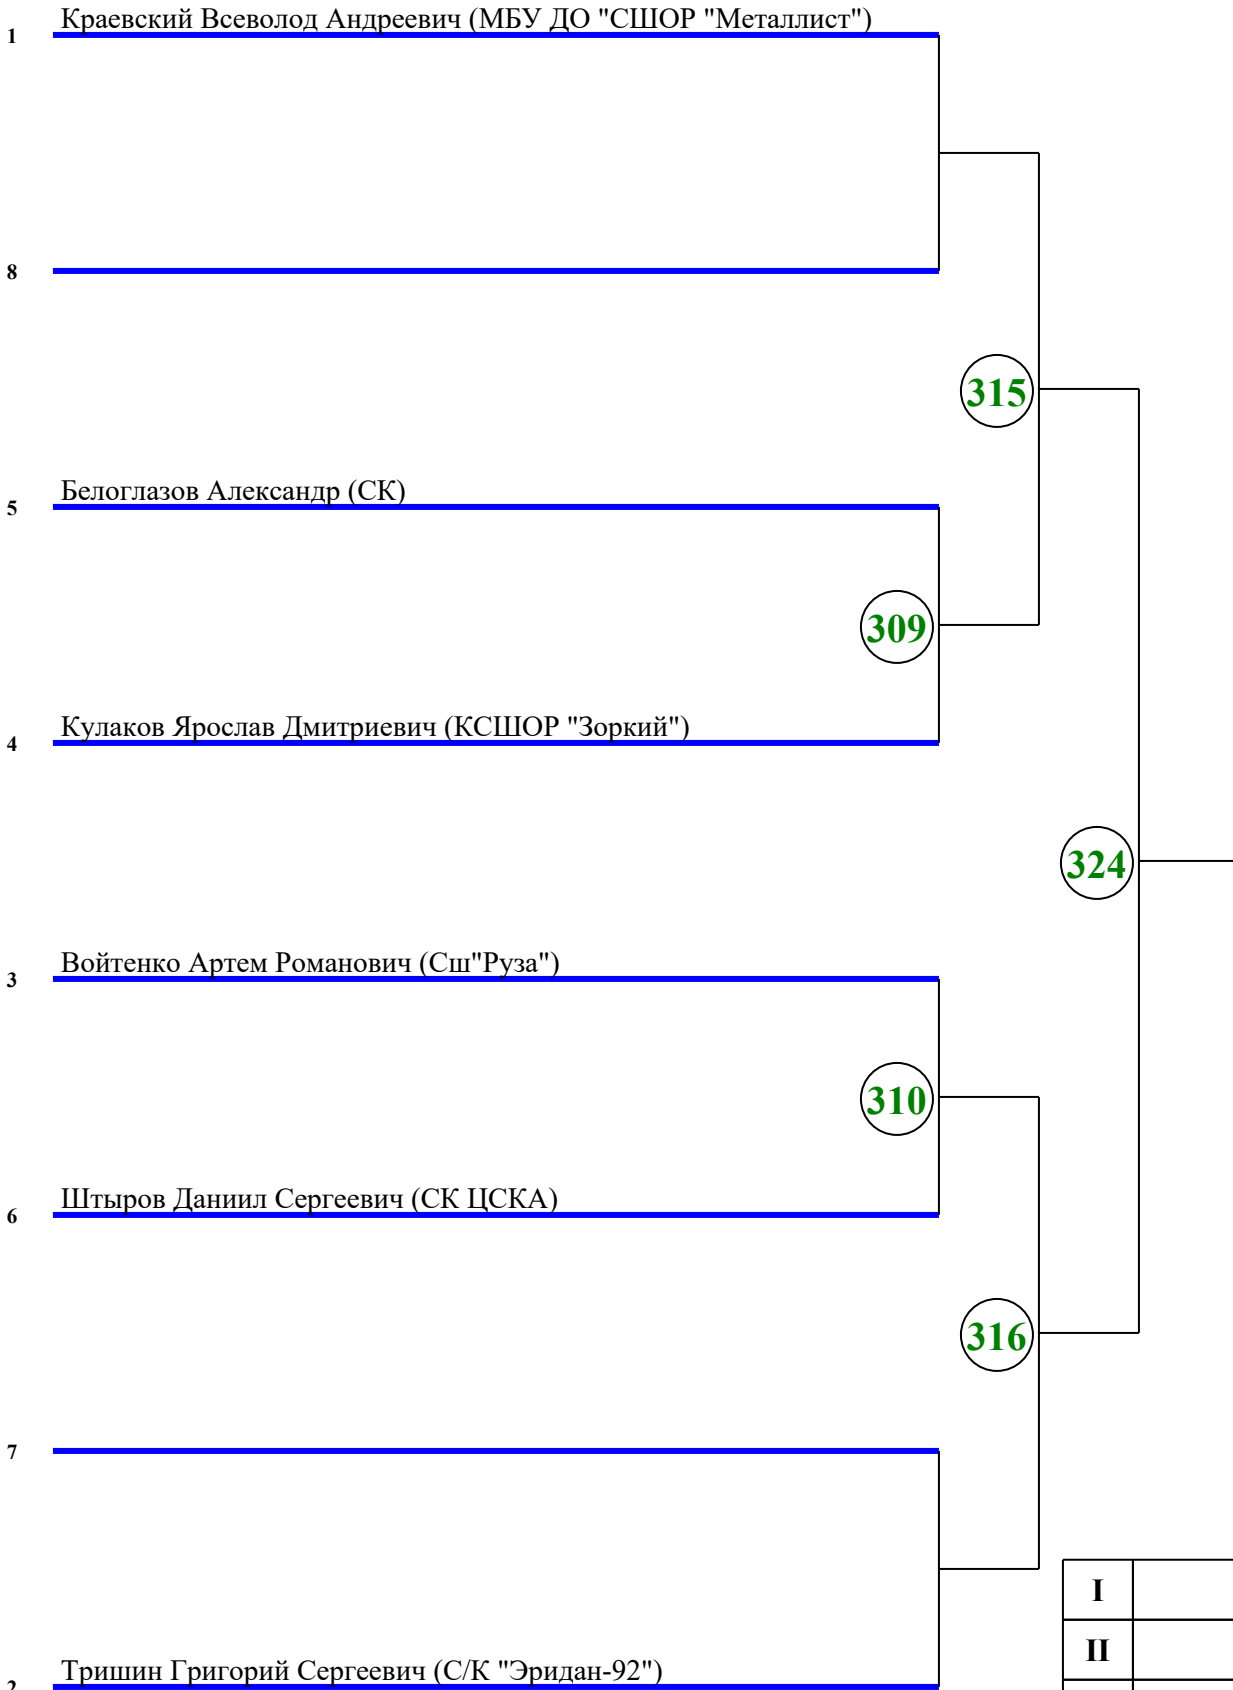 Краевский Всеволод Андреевич (МБУ ДО "СШОР "Металлист")
1
8
315
Белоглазов Александр (СК)
5
309
Кулаков Ярослав Дмитриевич (КСШОР "Зоркий")
4
324
Войтенко Артем Романович (Сш"Руза")
3
310
Штыров Даниил Сергеевич (СК ЦСКА)
6
316
7
I
II
Тришин Григорий Сергеевич (С/К "Эридан-92")
2